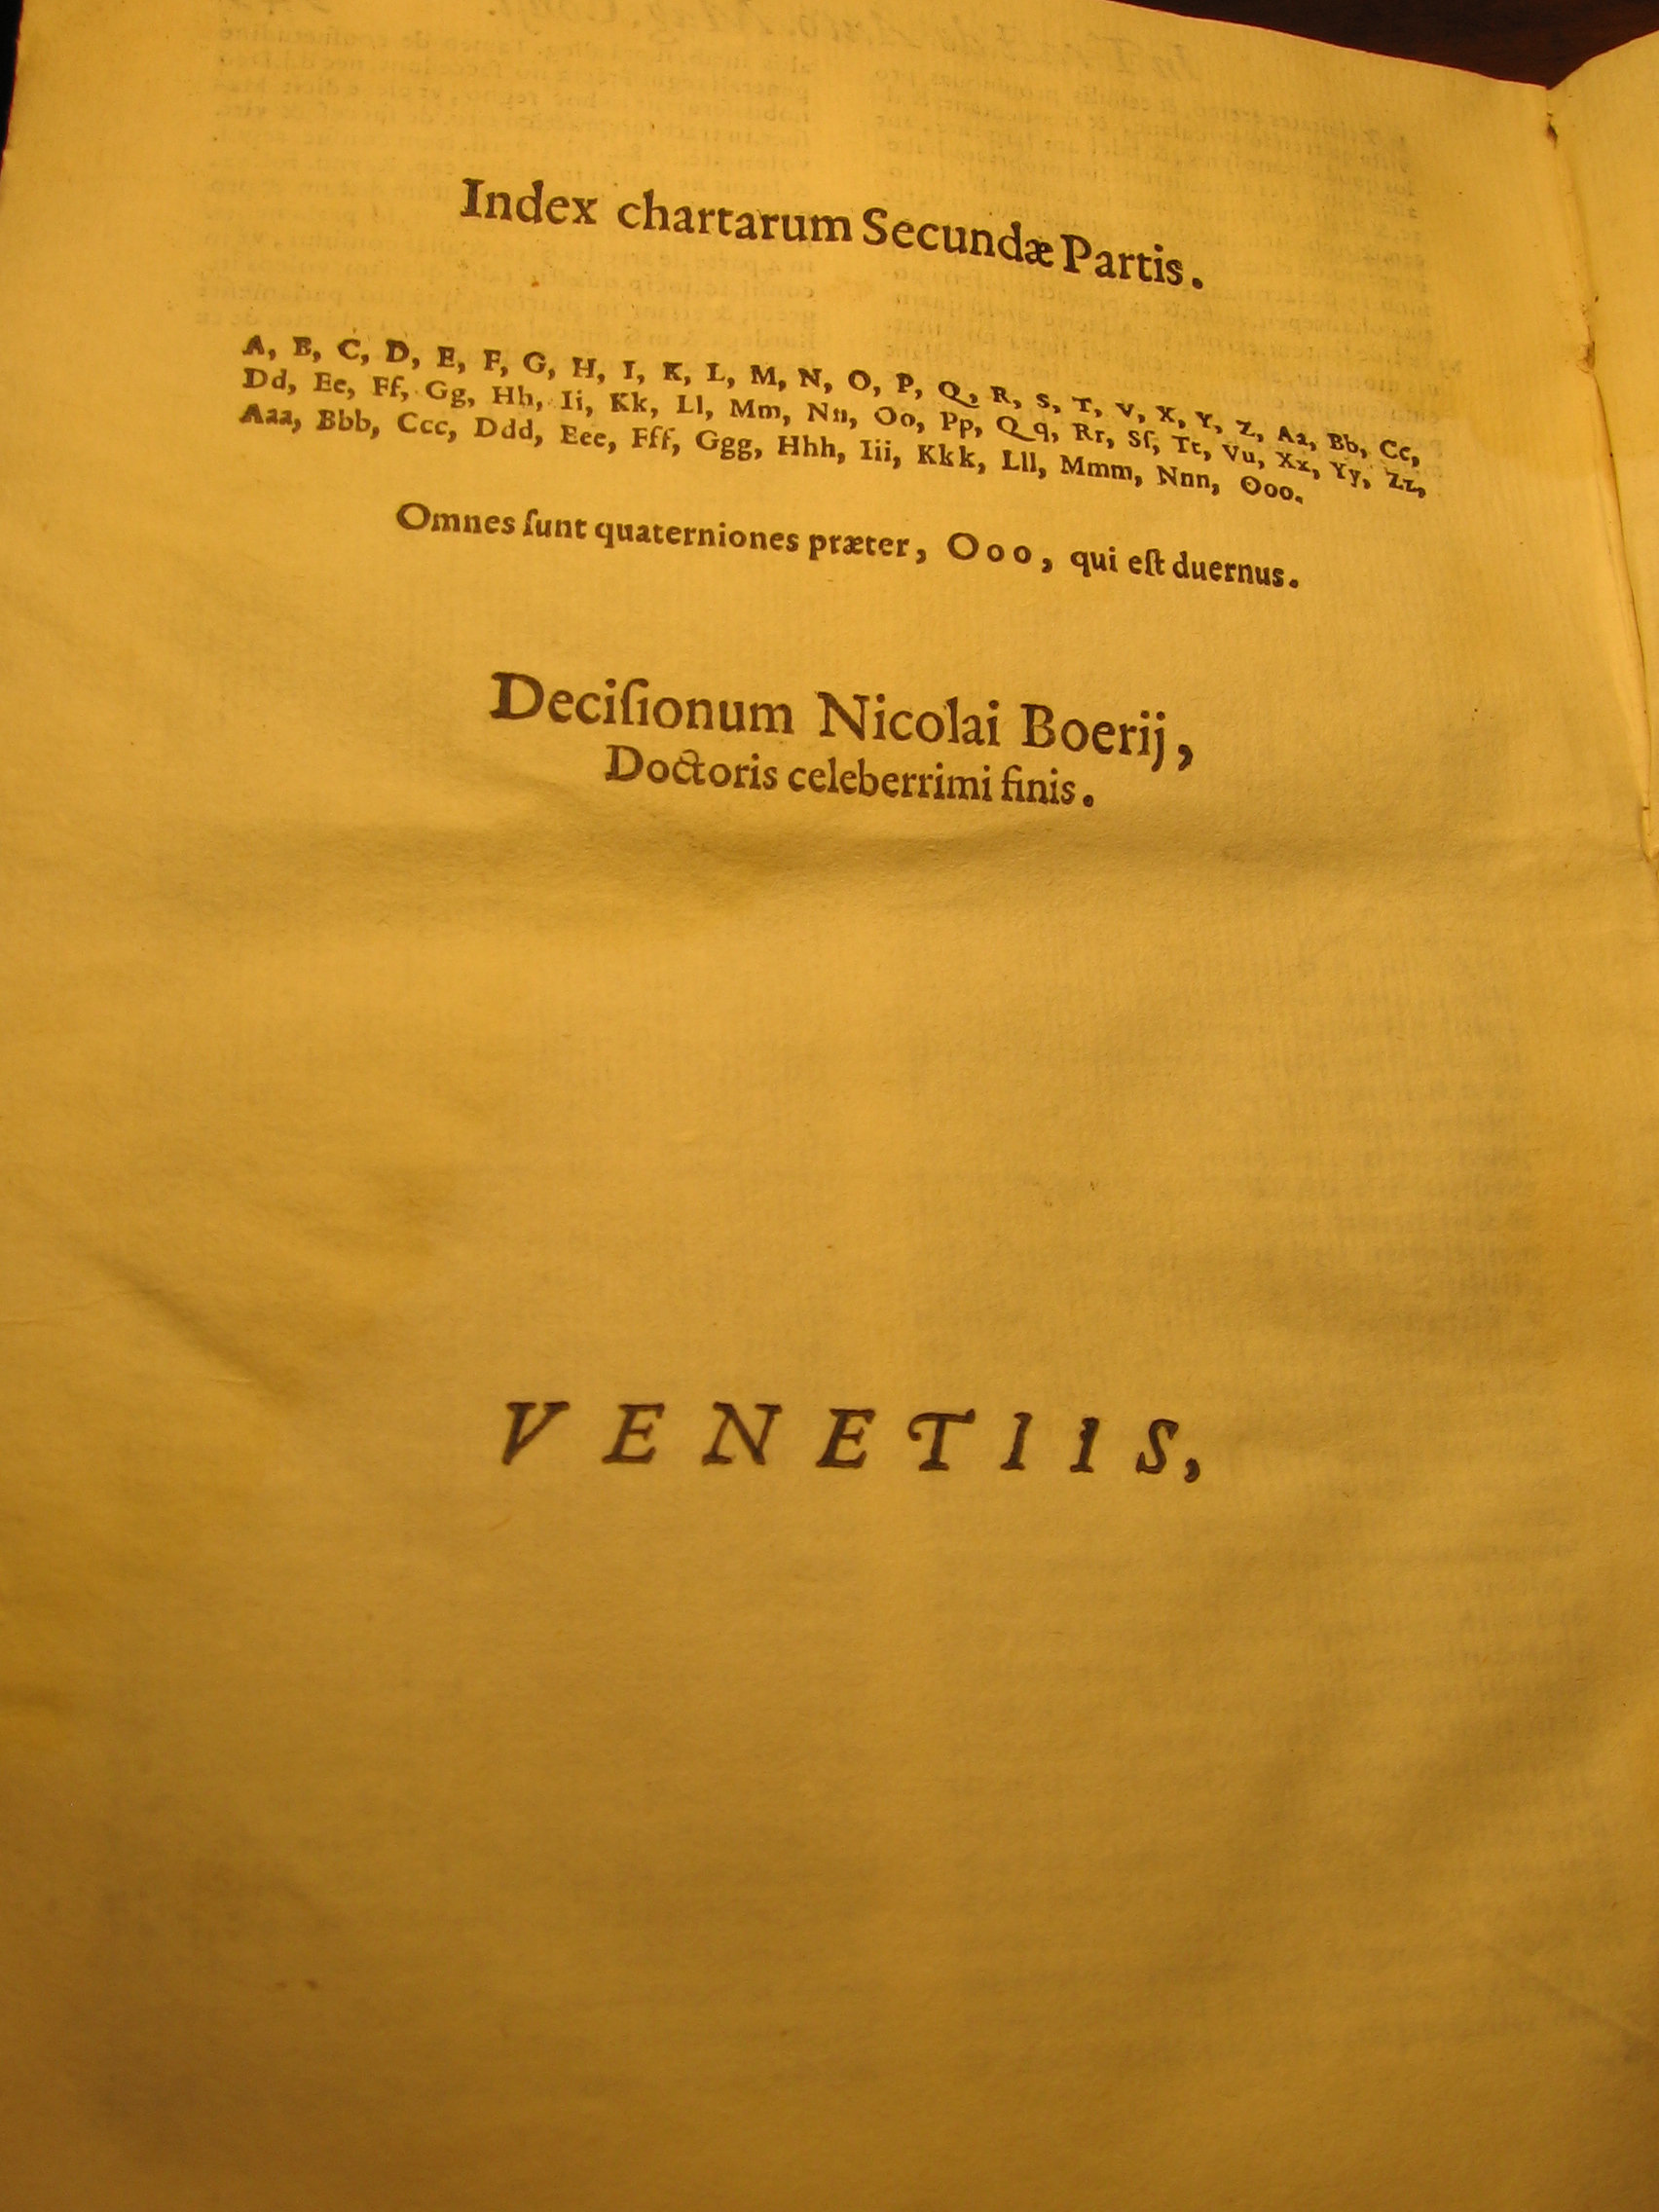 Index chartarum Secundæ Partis.
A, B, C, D, E, F, G, H, I, K, L, M, N, O, P, Q, R, S, T, V, X, Y, Z, Aa, Bb, Cc,
Dd, Ee, Ff, Gg, Hh, Ii, Kk, Ll, Mm, Nn, Oo, Pp, Qq, Rr, Sſ, Tt, Vu, Xx, Yy, Zz,
Aaa, Bbb, Ccc, Ddd, Eee, Fff, Ggg, Hhh, Iii, Kkk, Lll, Mmm, Nnn, Ooo.
Omnes ſunt quaterniones præter, Ooo, qui eſt duernus.
Deciſionum Nicolai Boerij,
Doctoris celeberrimi finis.
VENETIIS,